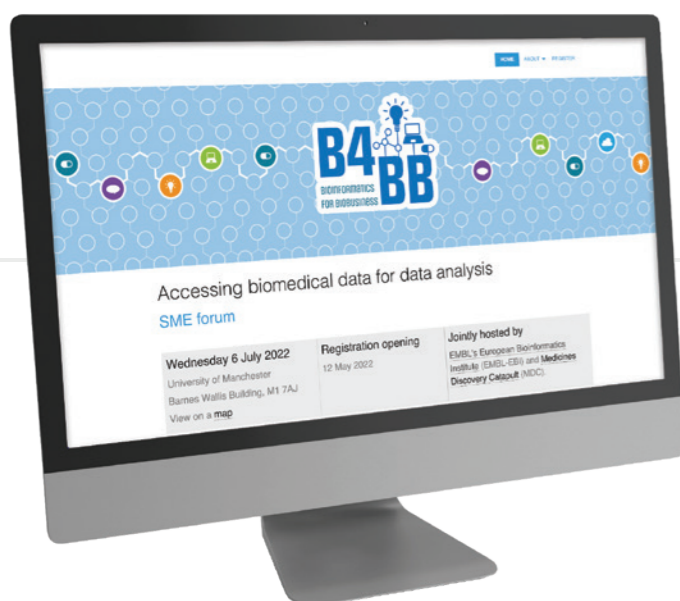 HOME ABOUT REGISTER
B4
BB
BIOINFORMATICS
FOR BIOBUSINESS
Accessing biomedical data for data analysis
SME forum
Wednesday 6 July 2022
University of Manchester
Barnes Wallis Building, M1 7AJ
View on a map
Registration opening
12 May 2022
Jointly hosted by
EMBL's European Bioinformatics
Institute (EMBL-EBI) and Medicines
Discovery Catapult (MDC).